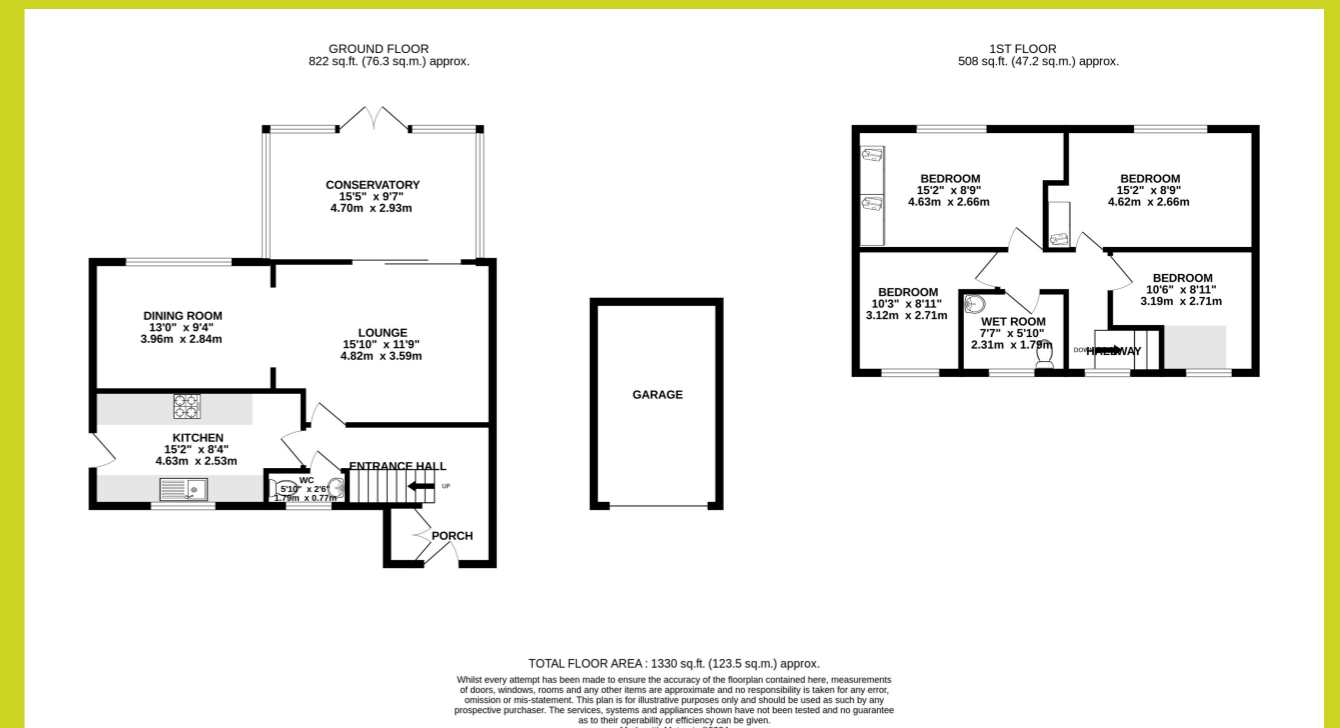 GROUND FLOOR
822 sq.ft. (76.3 sq.m.) approx.
1ST FLOOR
508 sq.ft. (47.2 sq.m.) approx.
CONSERVATORY
15'5" x 9'7"
4.70m x 2.93m
DINING ROOM
13'0" x 9'4"
3.96m x 2.84m
LOUNGE
15'10" x 11'9"
4.82m x 3.59m
KITCHEN
15'2" x 8'4"
4.63m x 2.53m
ENTRANCE HALL
WC
5'10" x 2'6"
1.79m x 0.77m
UP
PORCH
GARAGE
BEDROOM
15'2" x 8'9"
4.63m x 2.66m
BEDROOM
15'2" x 8'9"
4.62m x 2.66m
BEDROOM
10'3" x 8'11"
3.12m x 2.71m
WET ROOM
7'7" x 5'10"
2.31m x 1.79m
BEDROOM
10'6" x 8'11"
3.19m x 2.71m
DOWN
HALLWAY
TOTAL FLOOR AREA : 1330 sq.ft. (123.5 sq.m.) approx.
Whilst every attempt has been made to ensure the accuracy of the floorplan contained here, measurements
of doors, windows, rooms and any other items are approximate and no responsibility is taken for any error,
omission or mis-statement. This plan is for illustrative purposes only and should be used as such by any
prospective purchaser. The services, systems and appliances shown have not been tested and no guarantee
as to their operability or efficiency can be given.